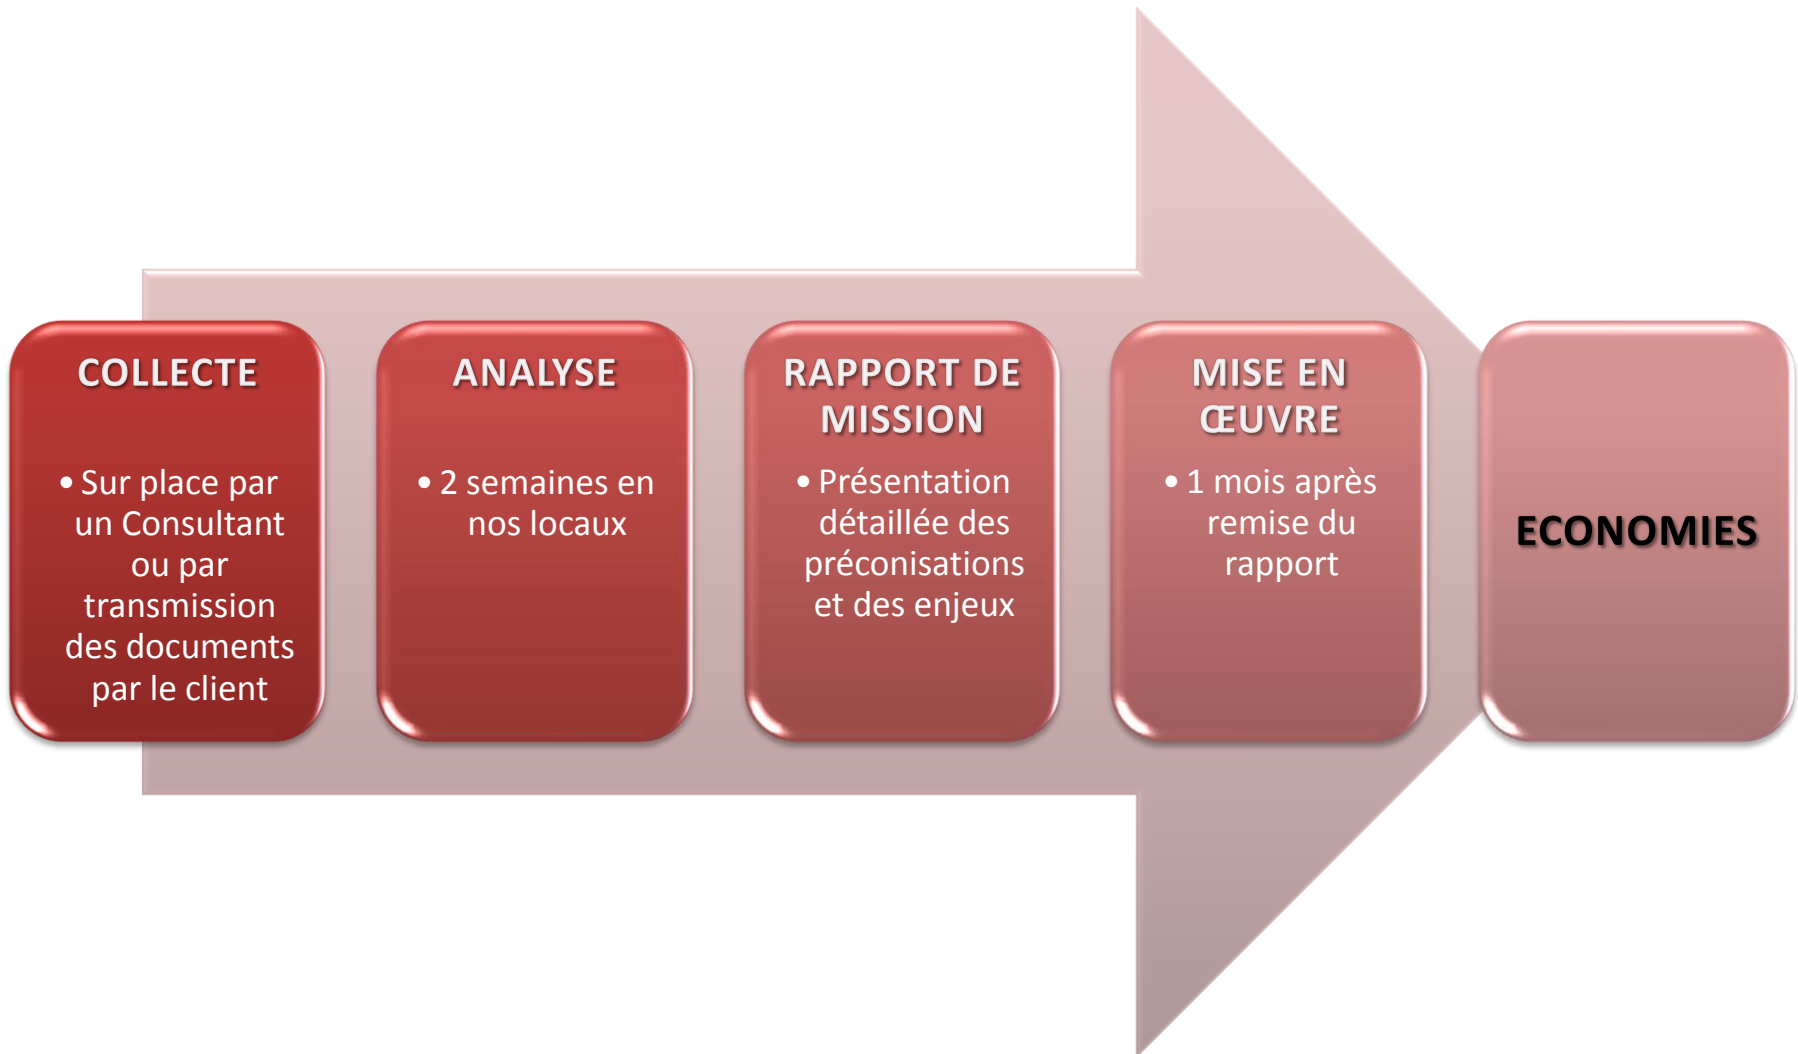 COLLECTE
• Sur place par
un Consultant
ou par
transmission
des documents
par le client
ANALYSE
• 2 semaines en
nos locaux
RAPPORT DE
MISSION
• Présentation
détaillée des
préconisations
et des enjeux
MISE EN
ŒUVRE
• 1 mois après
remise du
rapport
ECONOMIES